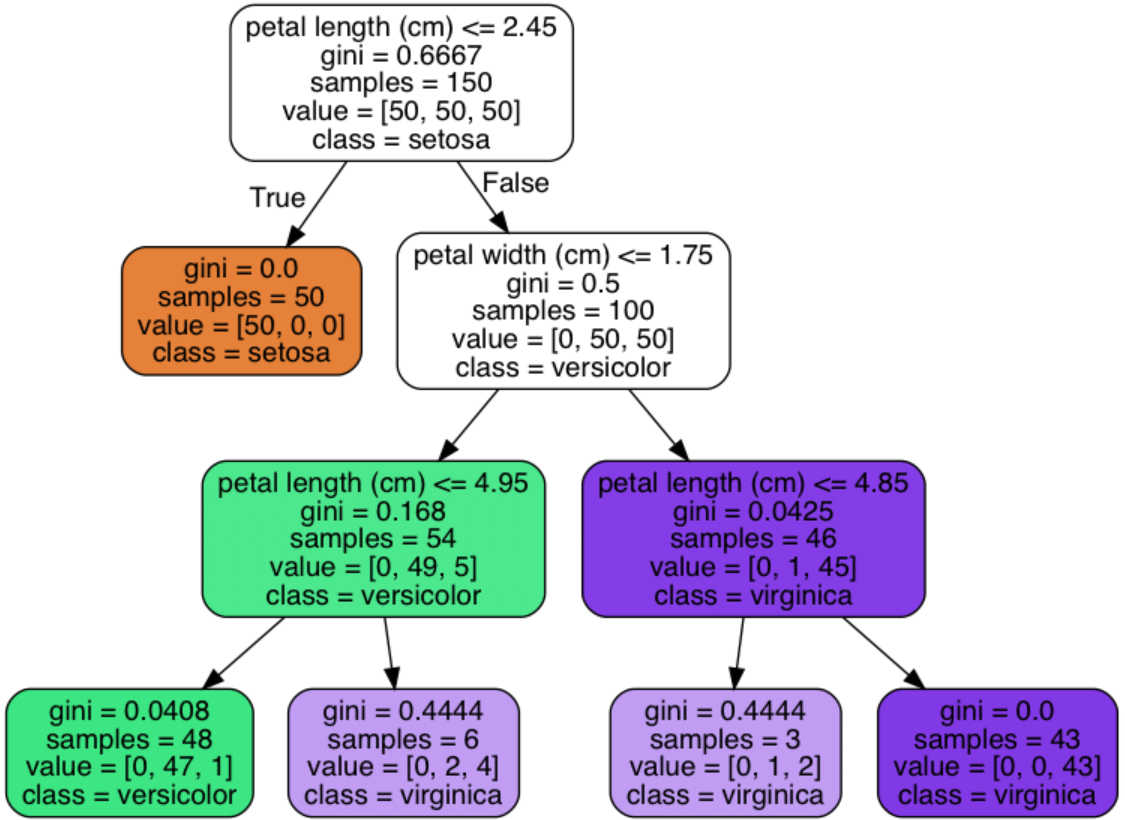 petal length (cm) <= 2.45
gini = 0.6667
samples = 150
value = [50, 50, 50]
class = setosa
True
False
gini = 0.0
samples = 50
value = [50, 0, 0]
class = setosa
petal width (cm) <= 1.75
gini = 0.5
samples = 100
value = [0, 50, 50]
class = versicolor
petal length (cm) <= 4.95
gini = 0.168
samples = 54
value = [0, 49, 5]
class = versicolor
petal length (cm) <= 4.85
gini = 0.0425
samples = 46
value = [0, 1, 45]
class = virginica
gini = 0.0408
samples = 48
value = [0, 47, 1]
class = versicolor
gini = 0.4444
samples = 6
value = [0, 2, 4]
class = virginica
gini = 0.4444
samples = 3
value = [0, 1, 2]
class = virginica
gini = 0.0
samples = 43
value = [0, 0, 43]
class = virginica